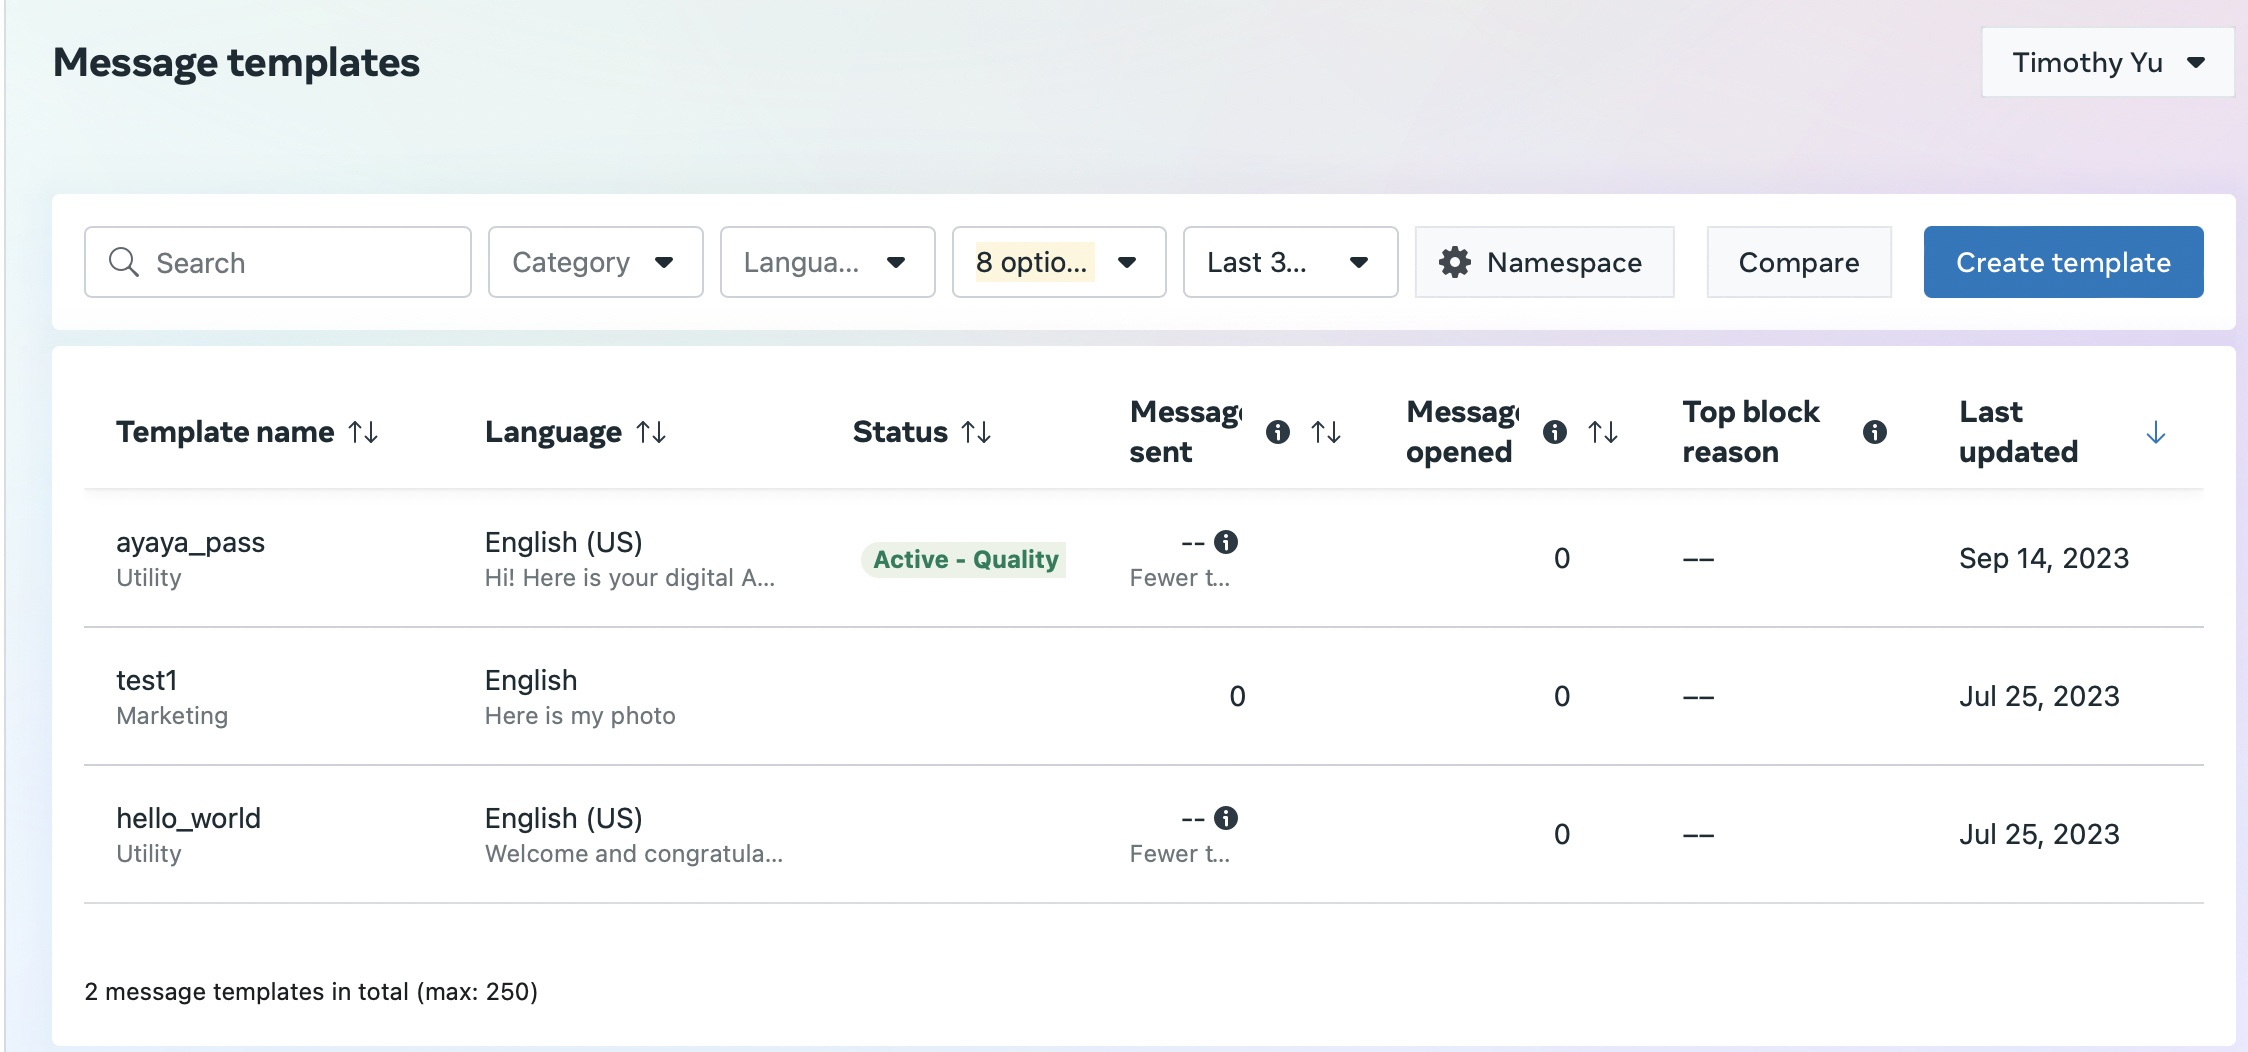 Message templates
Timothy Yu
Search
Category
Langua...
8 optio...
Last 3...
Namespace
Compare
Create template
Template name
Language
Status
Messag
sent
Messag
opened
Top block
reason
Last
updated
ayaya_pass
Utility
English (US)
Hi! Here is your digital A...
Active - Quality
--
Fewer t...
0
––
Sep 14, 2023
test1
Marketing
English
Here is my photo
0
0
––
Jul 25, 2023
hello_world
Utility
English (US)
Welcome and congratula...
--
Fewer t...
0
––
Jul 25, 2023
2 message templates in total (max: 250)